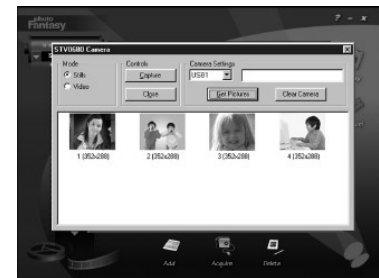 photo
Fantasy
? - x
STV0680 Camera
Mode
Stills
Video
Controls
Capture
Close
Camera Settings
USB1
Get Pictures
Clear Camera
1 (352x288)
2 (352x288)
3 (352x288)
4 (352x288)
Add
Acquire
Delete